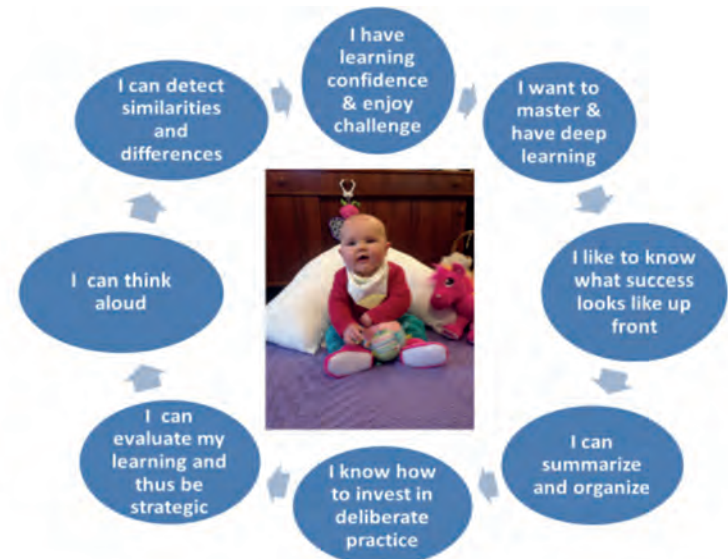 I have
learning
confidence
& enjoy
challenge
I want to
master &
have deep
learning
I like to know
what success
looks like up
front
I can
summarize
and organize
I know how
to invest in
deliberate
practice
I can
evaluate my
learning and
thus be
strategic
I can think
aloud
I can detect
similarities
and
differences